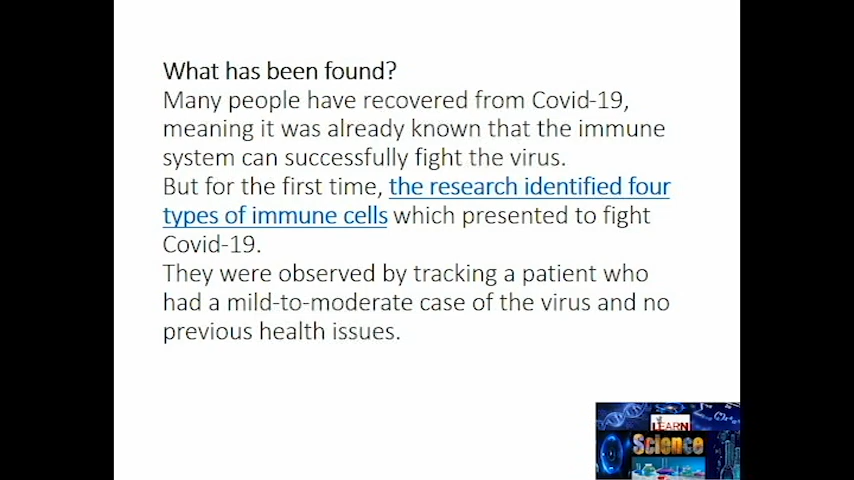 What has been found?
Many people have recovered from Covid-19,
meaning it was already known that the immune
system can successfully fight the virus.
But for the first time, the research identified four
types of immune cells which presented to fight
Covid-19.
They were observed by tracking a patient who
had a mild-to-moderate case of the virus and no
previous health issues.
LEARN
Science